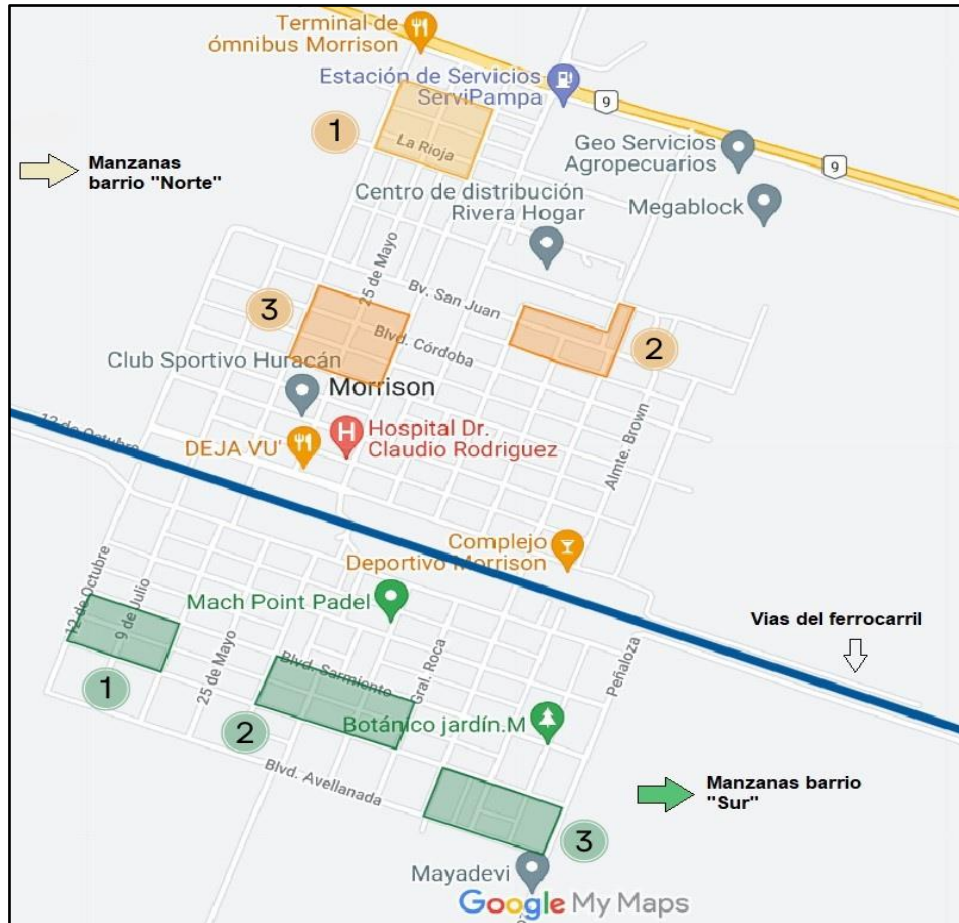 Terminal de
ómnibus Morrison
Estación de Servicios
ServiPampa
9
1
La Rioja
Geo Servicios
Agropecuarios
9
Manzanas
barrio "Norte"
Centro de distribución
Rivera Hogar
Megablock
25 de Mayo
Bv. San Juan
3
Blvd. Córdoba
2
Club Sportivo Huracán
Morrison
12 de Octubre
DEJA VU'
H
Hospital Dr.
Claudio Rodriguez
Almte. Brown
Complejo
Deportivo Morrison
12 de Octubre
9 de Julio
Mach Point Padel
Vias del ferrocarril
25 de Mayo
Blvd. Sarmiento
Gral. Roca
Peñaloza
1
2
Botánico jardín.M
Blvd. Avellanada
Manzanas barrio
"Sur"
3
Mayadevi
Google My Maps